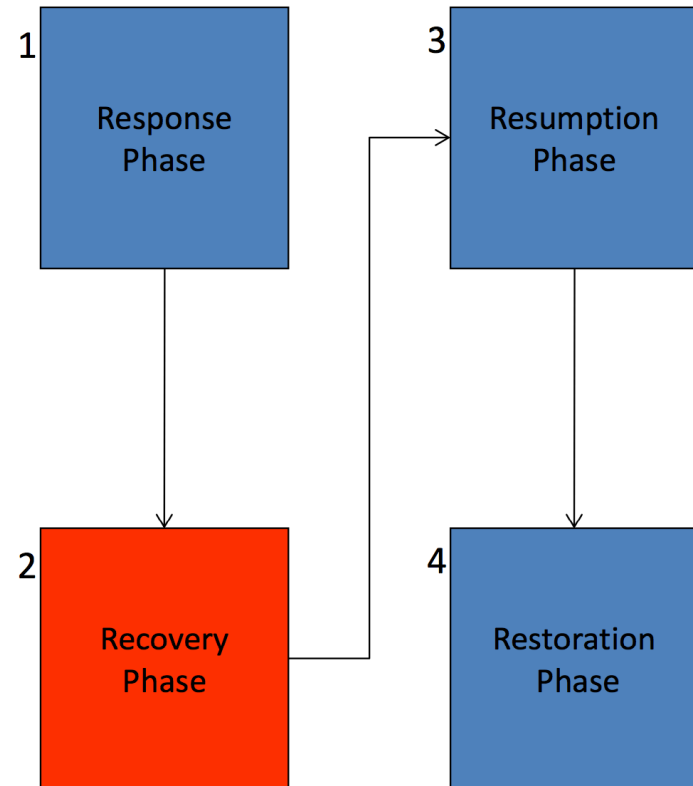 1
Response
Phase
2
Recovery
Phase
3
Resumption
Phase
4
Restoration
Phase